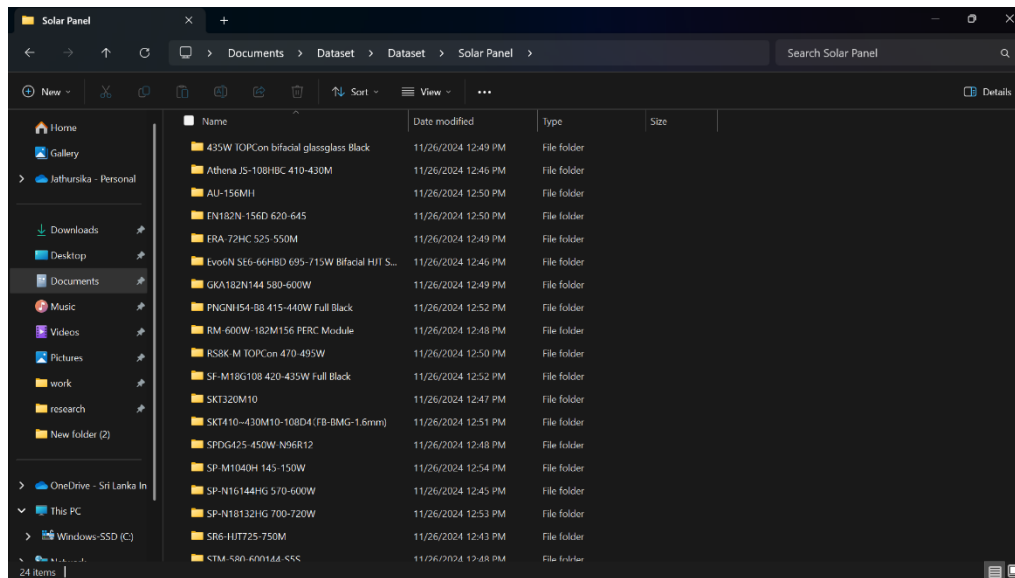 Solar Panel
Documents > Dataset > Dataset > Solar Panel >
Search Solar Panel
New
Sort
View
Details
Home
Gallery
Jathursika - Personal
Downloads
Desktop
Documents
Music
Videos
Pictures
work
research
New folder (2)
OneDrive - Sri Lanka In
This PC
Windows-SSD (C:)
Network
Name Date modified Type Size
435W TOPCon bifacial glassglass Black 11/26/2024 12:49 PM File folder
Athena JS-108HBC 410-430M 11/26/2024 12:46 PM File folder
AU-156MH 11/26/2024 12:50 PM File folder
EN182N-156D 620-645 11/26/2024 12:50 PM File folder
ERA-72HC 525-550M 11/26/2024 12:49 PM File folder
Evo6N SE6-66HBD 695-715W Bifacial HJT S... 11/26/2024 12:46 PM File folder
GKA182N144 580-600W 11/26/2024 12:49 PM File folder
PNGNH54-B8 415-440W Full Black 11/26/2024 12:52 PM File folder
RM-600W-182M156 PERC Module 11/26/2024 12:48 PM File folder
RS8K-M TOPCon 470-495W 11/26/2024 12:50 PM File folder
SF-M18G108 420-435W Full Black 11/26/2024 12:52 PM File folder
SKT320M10 11/26/2024 12:47 PM File folder
SKT410~430M10-108D4(FB-BMG-1.6mm) 11/26/2024 12:51 PM File folder
SPDG425-450W-N96R12 11/26/2024 12:48 PM File folder
SP-M1040H 145-150W 11/26/2024 12:54 PM File folder
SP-N16144HG 570-600W 11/26/2024 12:45 PM File folder
SP-N18132HG 700-720W 11/26/2024 12:53 PM File folder
SR6-HJT725-750M 11/26/2024 12:43 PM File folder
STM-580-600144-S5S 11/26/2024 12:48 PM File folder
24 items